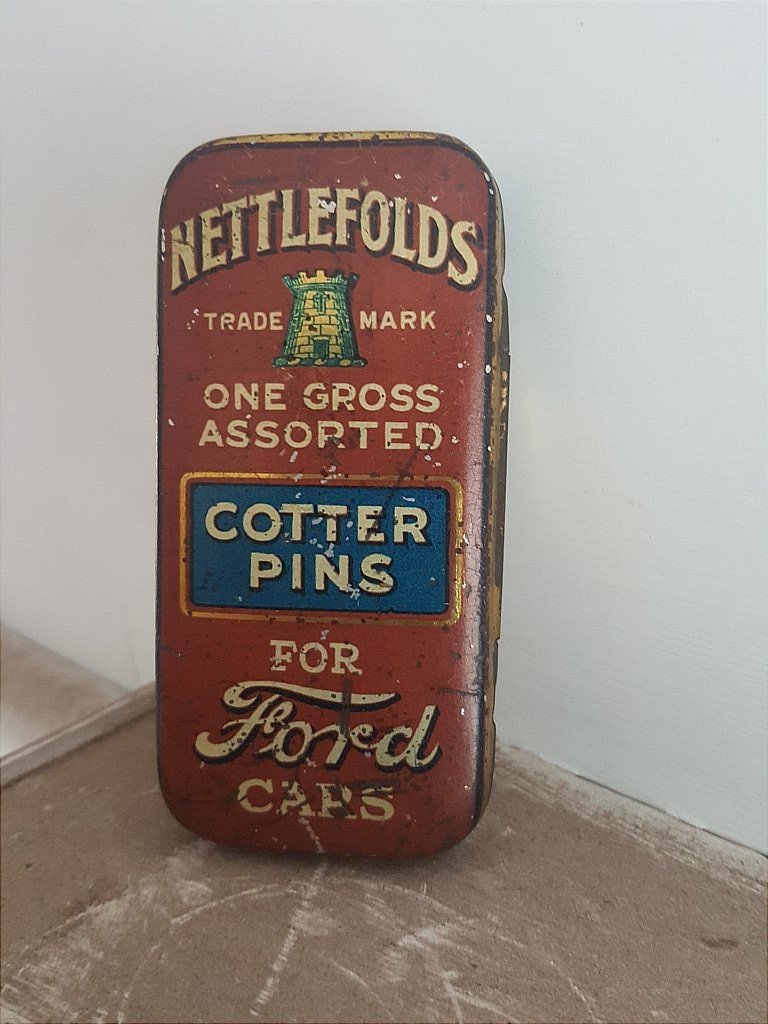 NETTLEFOLDS
TRADE MARK
ONE GROSS
ASSORTED
COTTER
PINS
FOR
Ford
CARS